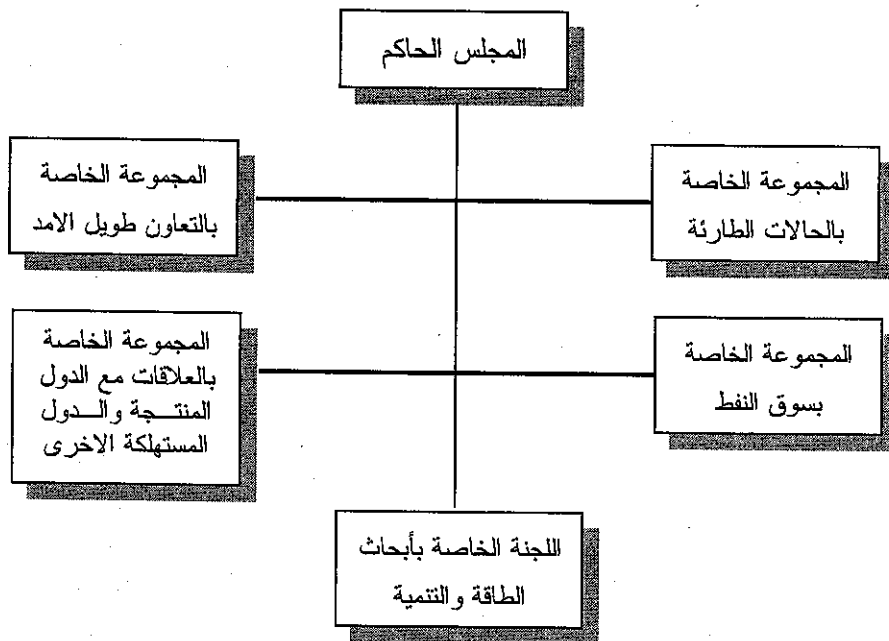 المجلس الحاكم
المجموعة الخاصة
بالحالات الطارئة
المجموعة الخاصة
بالتعاون طويل الامد
المجموعة الخاصة
بسوق النفط
المجموعة الخاصة
بالعلاقات مع الدول
المنتجة والدول
المستهلكة الاخرى
اللجنة الخاصة بأبحاث
الطاقة والتنمية